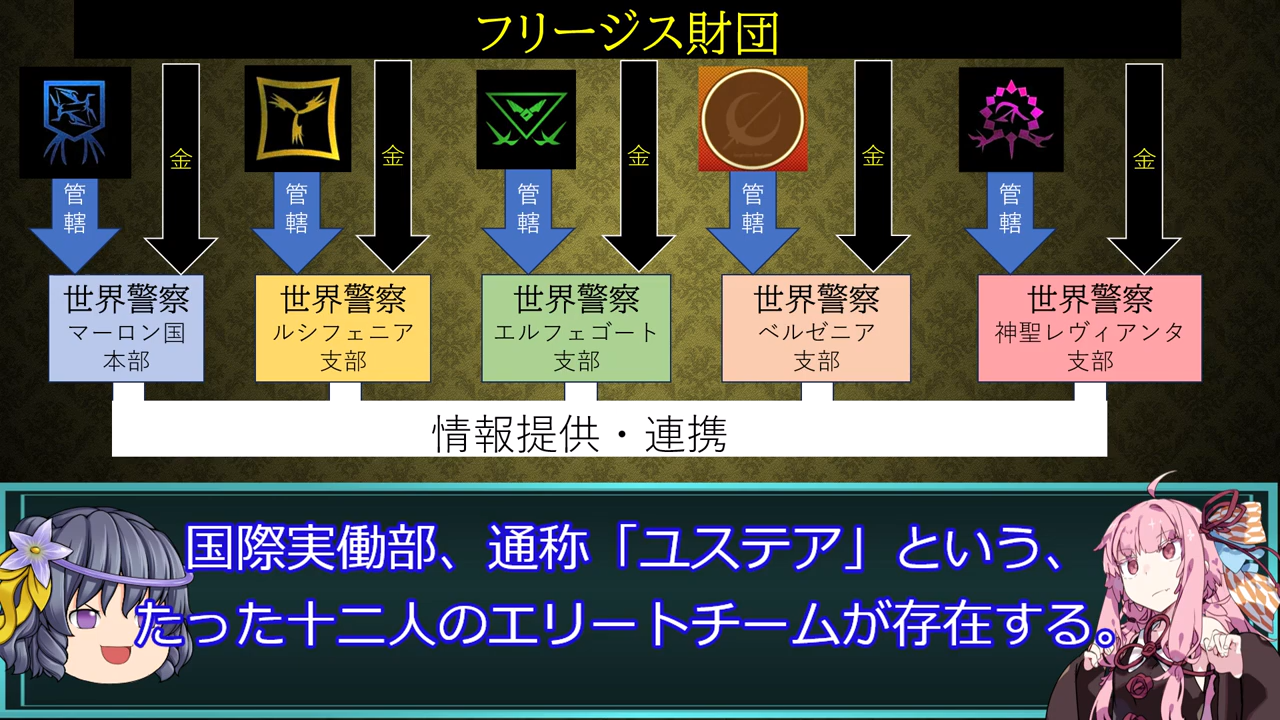 フリージス財団
金
金
金
金
金
管轄
管轄
管轄
管轄
管轄
世界警察
マーロン国
本部
世界警察
ルシフェニア
支部
世界警察
エルフェゴート
支部
世界警察
ベルゼニア
支部
世界警察
神聖レヴィアンタ
支部
情報提供・連携
国際実働部、通称「ユステア」という、
たった十二人のエリートチームが存在する。